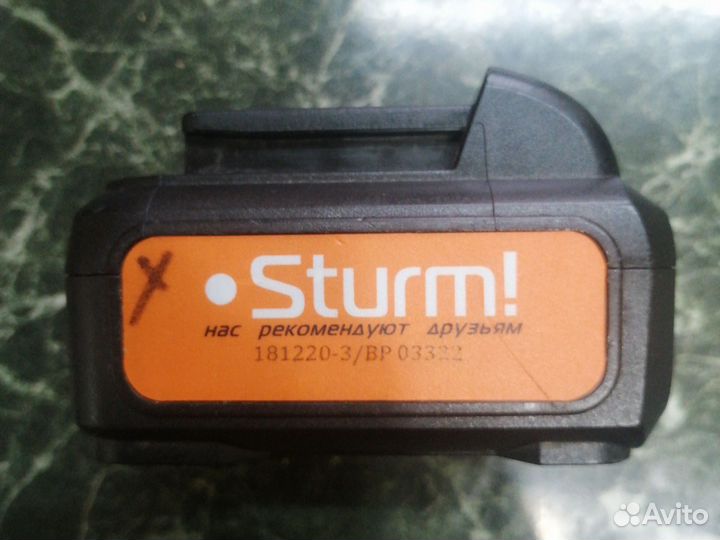 Sturm!
нас рекомендуют друзьям
181220-3/BP 03322
Avito